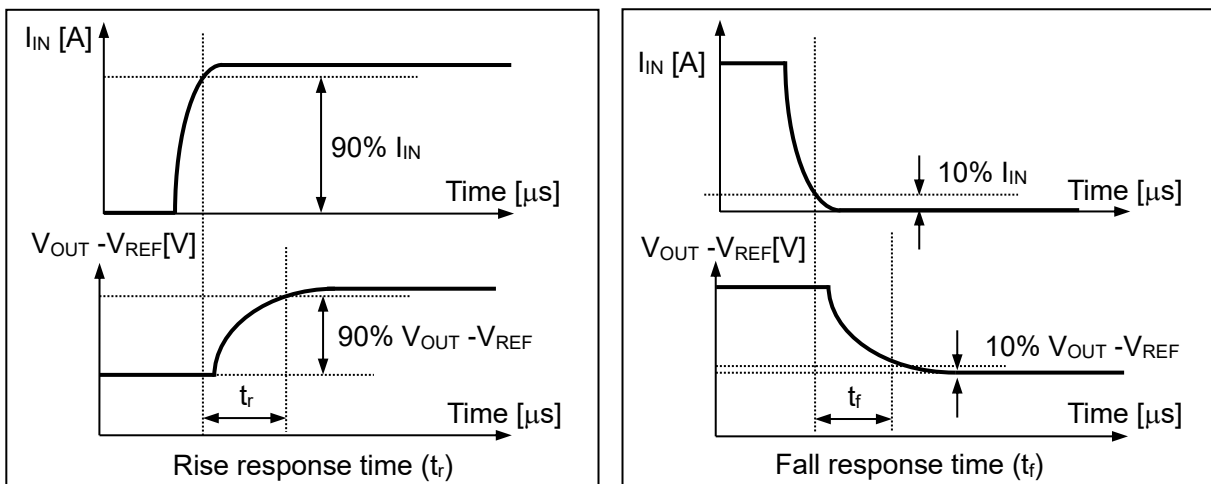 I_IN [A]
90% I_IN
Time [μs]
V_OUT -V_REF[V]
90% V_OUT -V_REF
t_r
Time [μs]
Rise response time (t_r)
I_IN [A]
10% I_IN
Time [μs]
V_OUT -V_REF[V]
10% V_OUT -V_REF
t_f
Time [μs]
Fall response time (t_f)